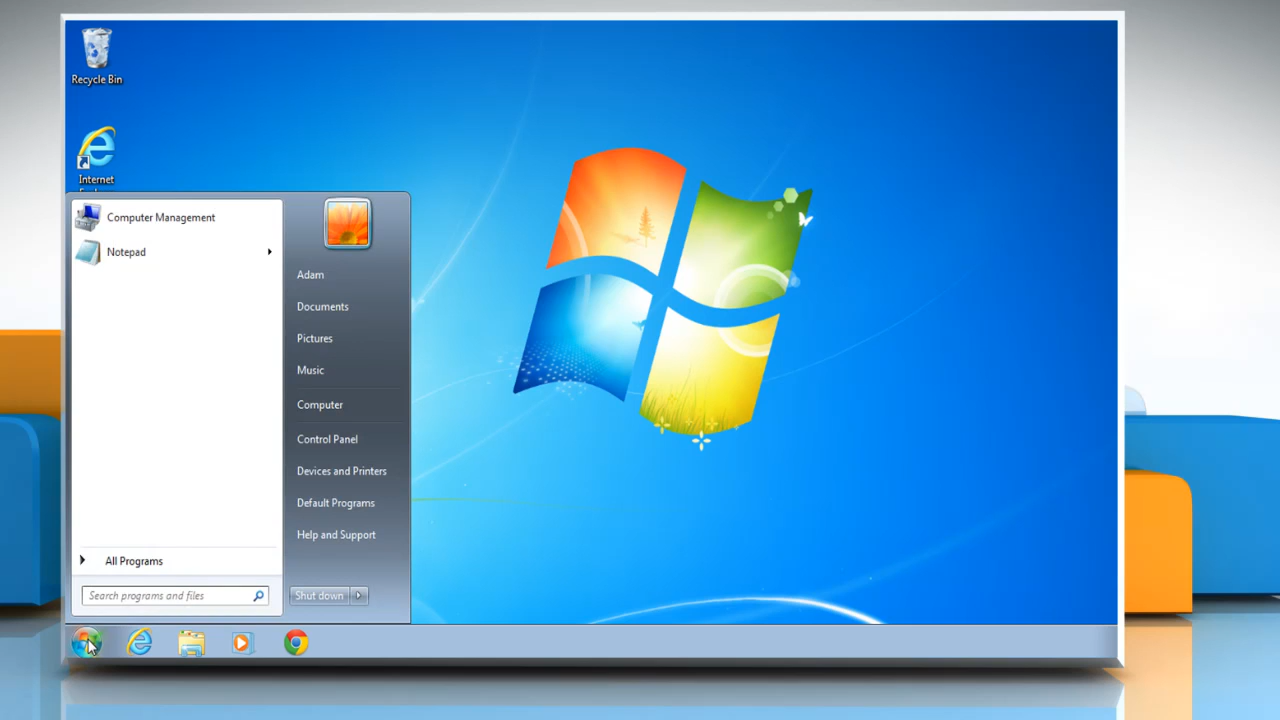 Recycle Bin
Internet
Computer Management
Notepad
All Programs
Search programs and files
Adam
Documents
Pictures
Music
Computer
Control Panel
Devices and Printers
Default Programs
Help and Support
Shut down